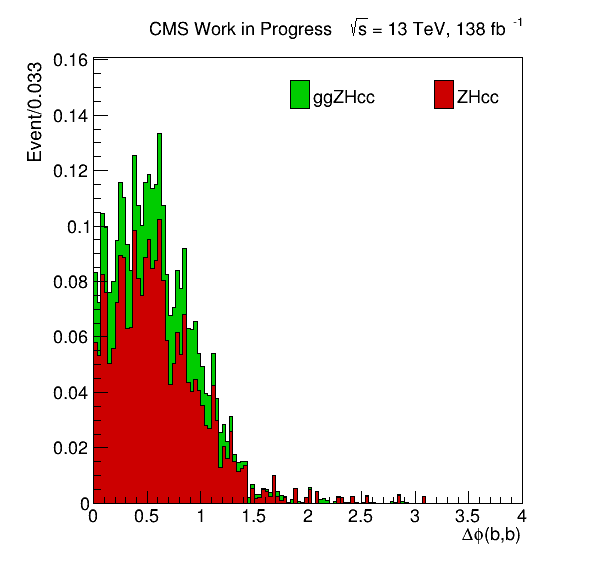 CMS Work in Progress √s = 13 TeV, 138 fb⁻¹
Event/0.033
0.16
0.14
0.12
0.1
0.08
0.06
0.04
0.02
0
ggZHcc ZHcc
0 0.5 1 1.5 2 2.5 3 3.5 4
Δϕ(b,b)